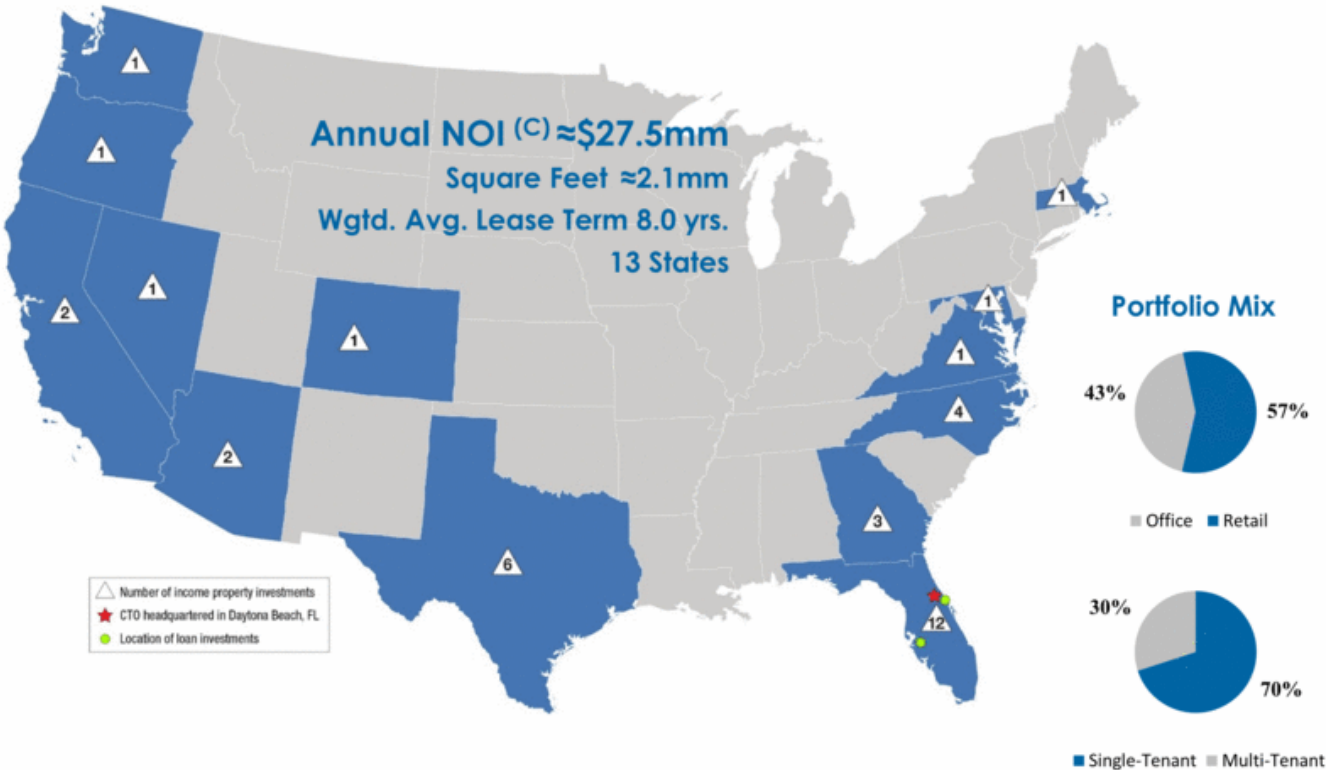 1
1
Annual NOI (C) ≈$27.5mm
Square Feet ≈2.1mm
Wgtd. Avg. Lease Term 8.0 yrs.
13 States
1
2
1
1
1
1
4
2
3
6
12
Number of income property investments
CTO headquartered in Daytona Beach, FL
Location of loan investments
Portfolio Mix
43%
57%
Office Retail
30%
70%
Single-Tenant Multi-Tenant